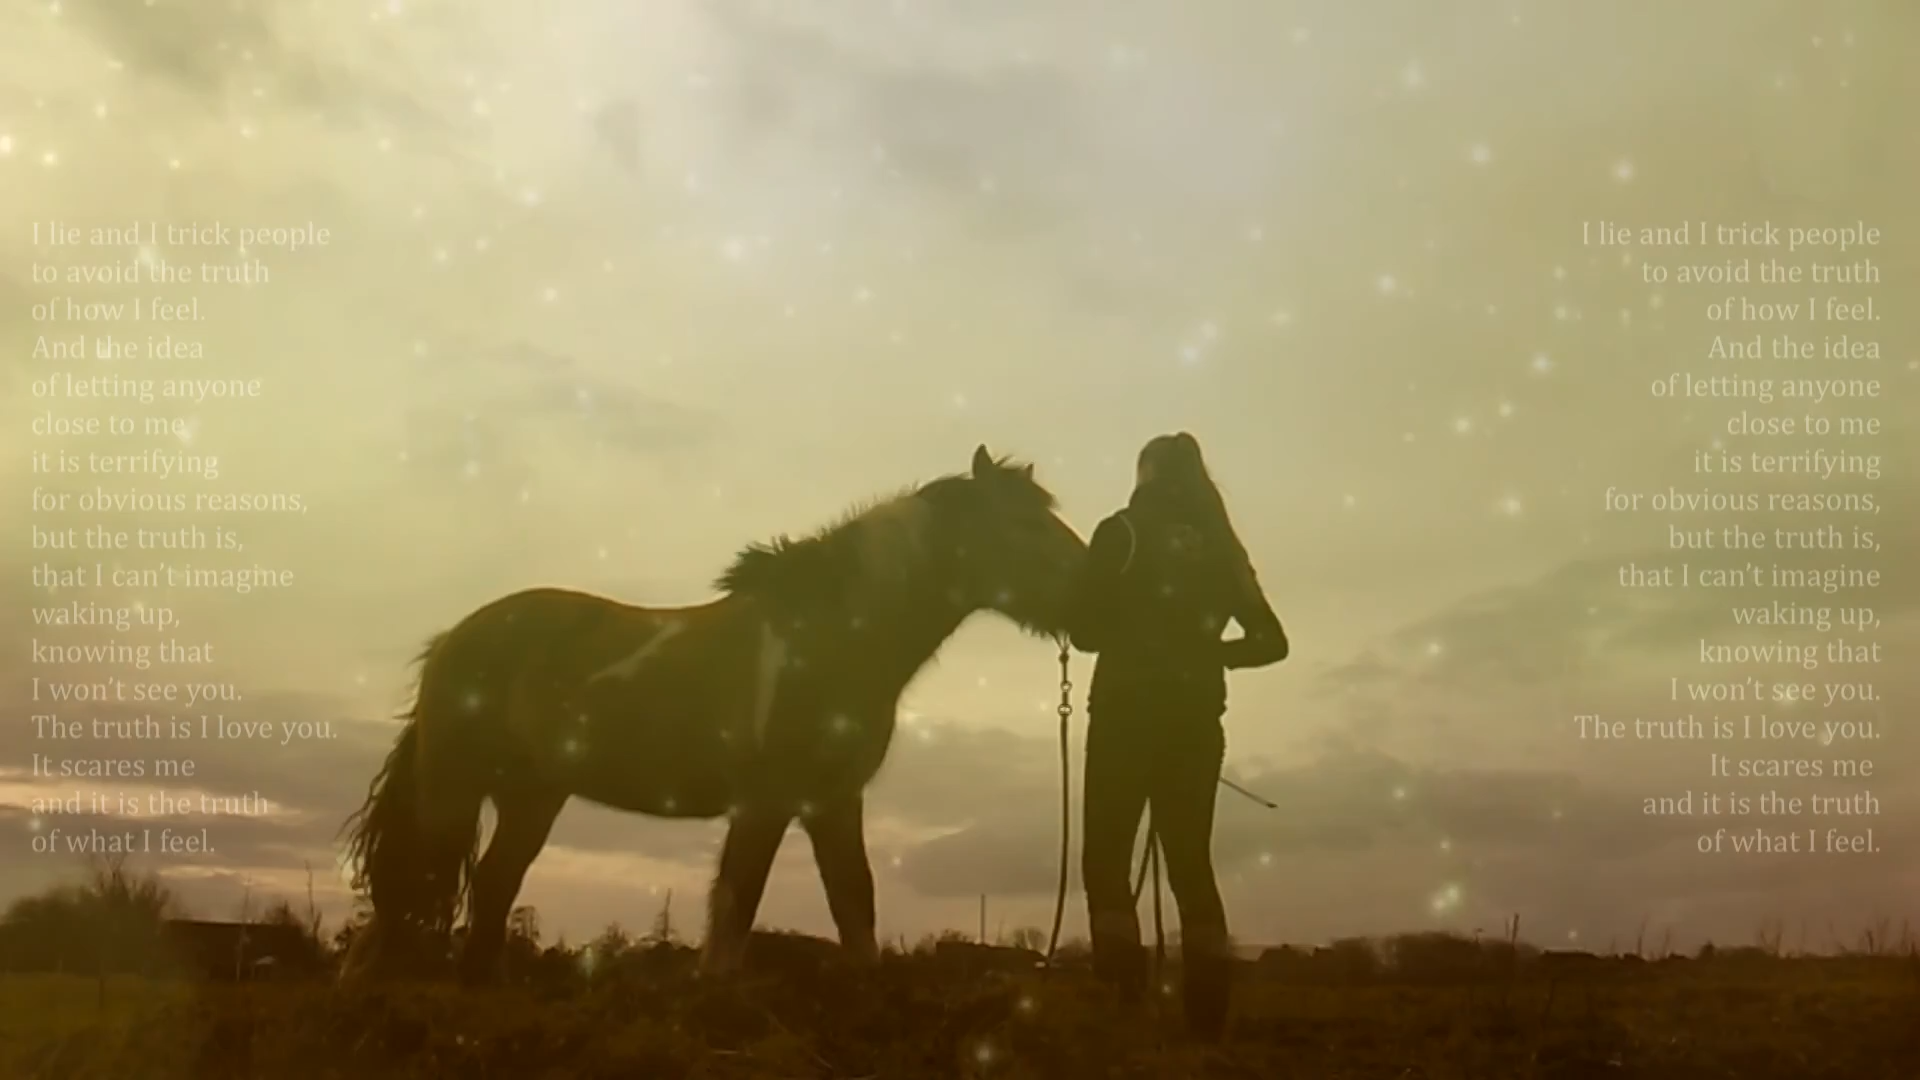 I lie and I trick people
to avoid the truth
of how I feel.
And the idea
of letting anyone
close to me
it is terrifying
for obvious reasons,
but the truth is,
that I can’t imagine
waking up,
knowing that
I won’t see you.
The truth is I love you.
It scares me
and it is the truth
of what I feel.
I lie and I trick people
to avoid the truth
of how I feel.
And the idea
of letting anyone
close to me
it is terrifying
for obvious reasons,
but the truth is,
that I can’t imagine
waking up,
knowing that
I won’t see you.
The truth is I love you.
It scares me
and it is the truth
of what I feel.